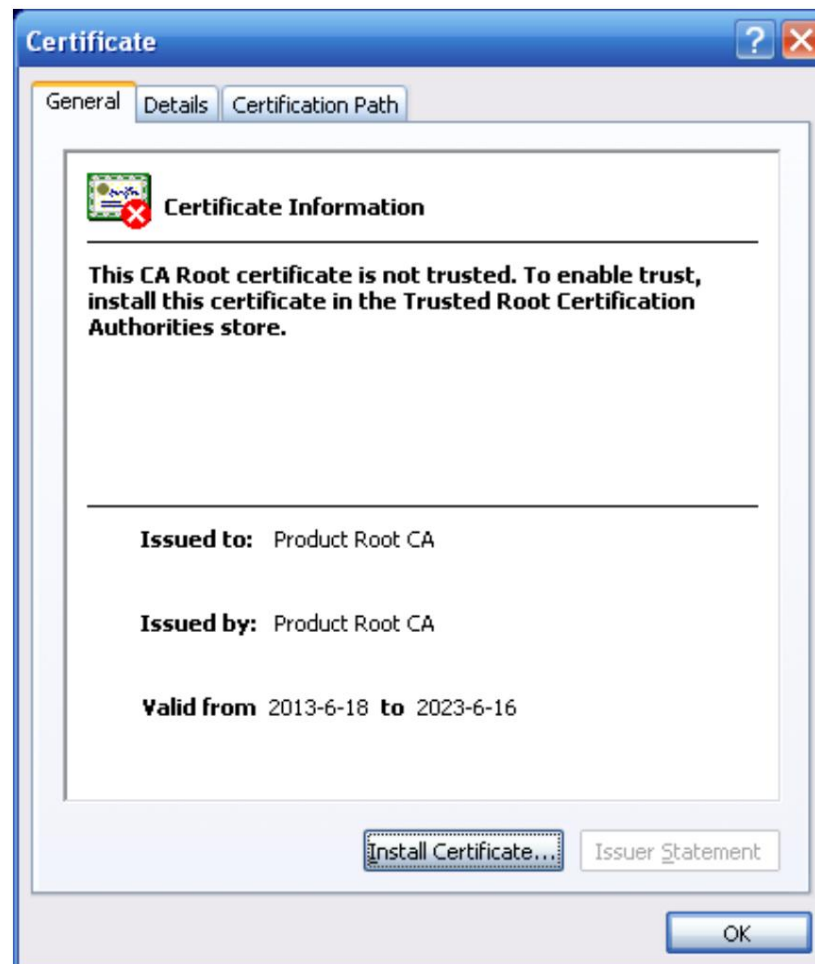 Certificate
General Details Certification Path
Certificate Information
This CA Root certificate is not trusted. To enable trust,
install this certificate in the Trusted Root Certification
Authorities store.
Issued to: Product Root CA
Issued by: Product Root CA
Valid from 2013-6-18 to 2023-6-16
Install Certificate... Issuer Statement
OK